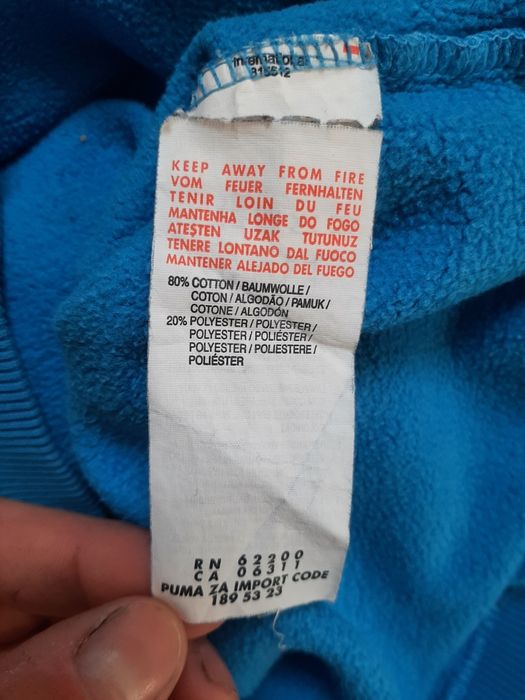 815512
KEEP AWAY FROM FIRE
VOM FEUER FERNHALTEN
TENIR LOIN DU FEU
MANTENHA LONGE DO FOGO
ATEŞTEN UZAK TUTUNUZ
TENERE LONTANO DAL FUOCO
MANTENER ALEJADO DEL FUEGO
80% COTTON / BAUMWOLLE /
COTON / ALGODÃO / PAMUK /
COTONE / ALGODÓN
20% POLYESTER / POLYESTER /
POLYESTER / POLIÉSTER /
POLYESTER / POLIESTERE /
POLIÉSTER
RN 62200
CA 06311
PUMA ZA IMPORT CODE
189 53 23